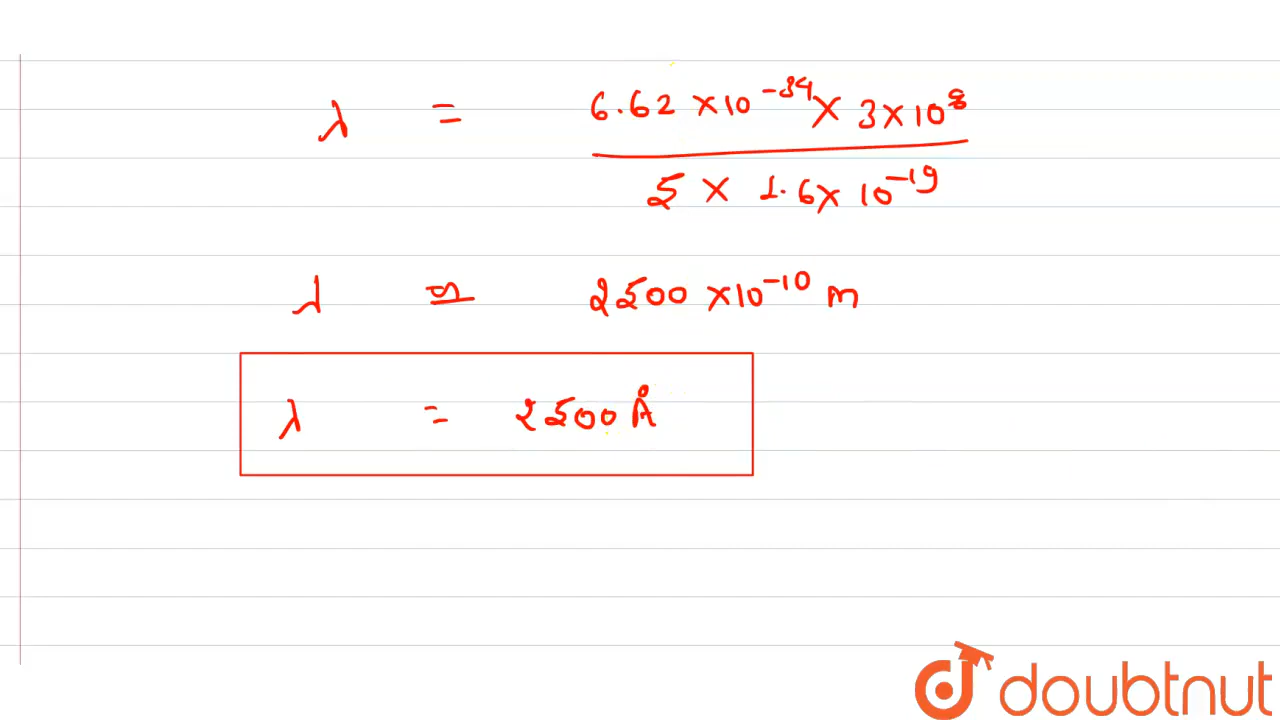 λ = 6.62 × 10⁻³⁴ × 3 × 10⁸
5 × 1.6 × 10⁻¹⁹
λ ≌ 2500 × 10⁻¹⁰ m
λ = 2500 Å
doubtnut